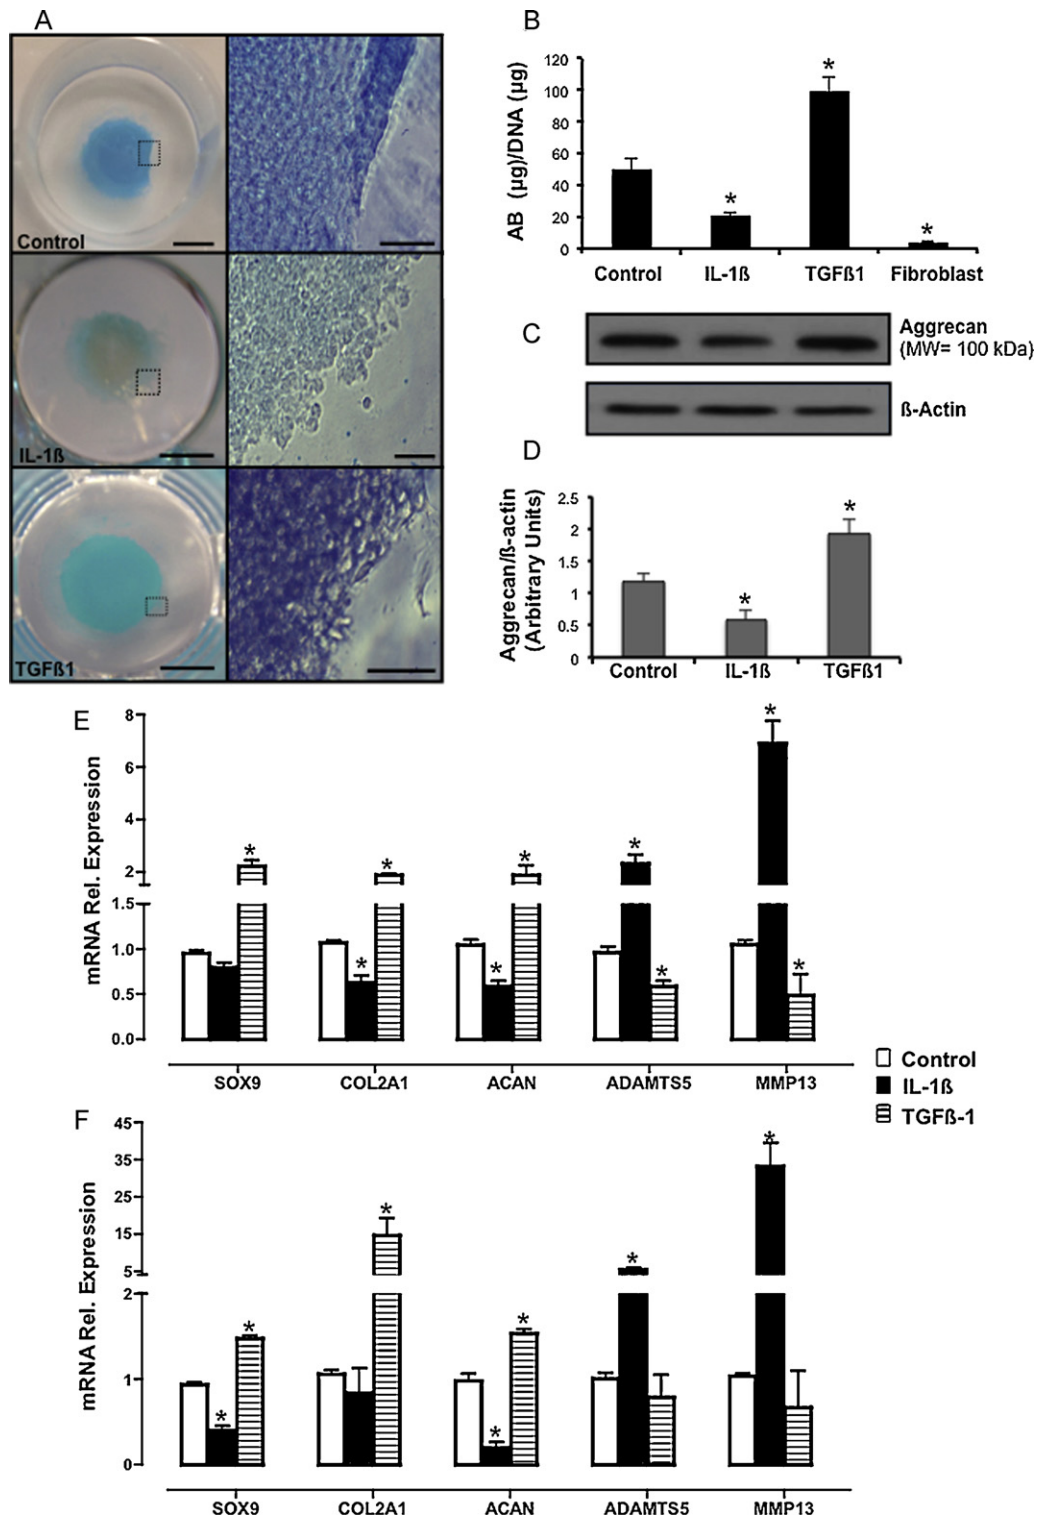 A
Control
IL-1ß
TGFß1
B
AB (µg)/DNA (µg)
120
100
80
60
40
20
0
*
*
*
*
Control IL-1ß TGFß1 Fibroblast
C
Aggrecan
(MW= 100 kDa)
ß-Actin
D
Aggrecan/ß-actin
(Arbitrary Units)
2.5
2
1.5
1
0.5
0
*
*
Control IL-1ß TGFß1
E
mRNA Rel. Expression
8
6
4
2
1.5
1.0
0.5
0.0
*
*
*
*
*
*
*
*
*
SOX9 COL2A1 ACAN ADAMTS5 MMP13
Control
IL-1ß
TGFß-1
F
mRNA Rel. Expression
45
35
25
15
5
2
1
0
*
*
*
*
*
*
*
SOX9 COL2A1 ACAN ADAMTS5 MMP13